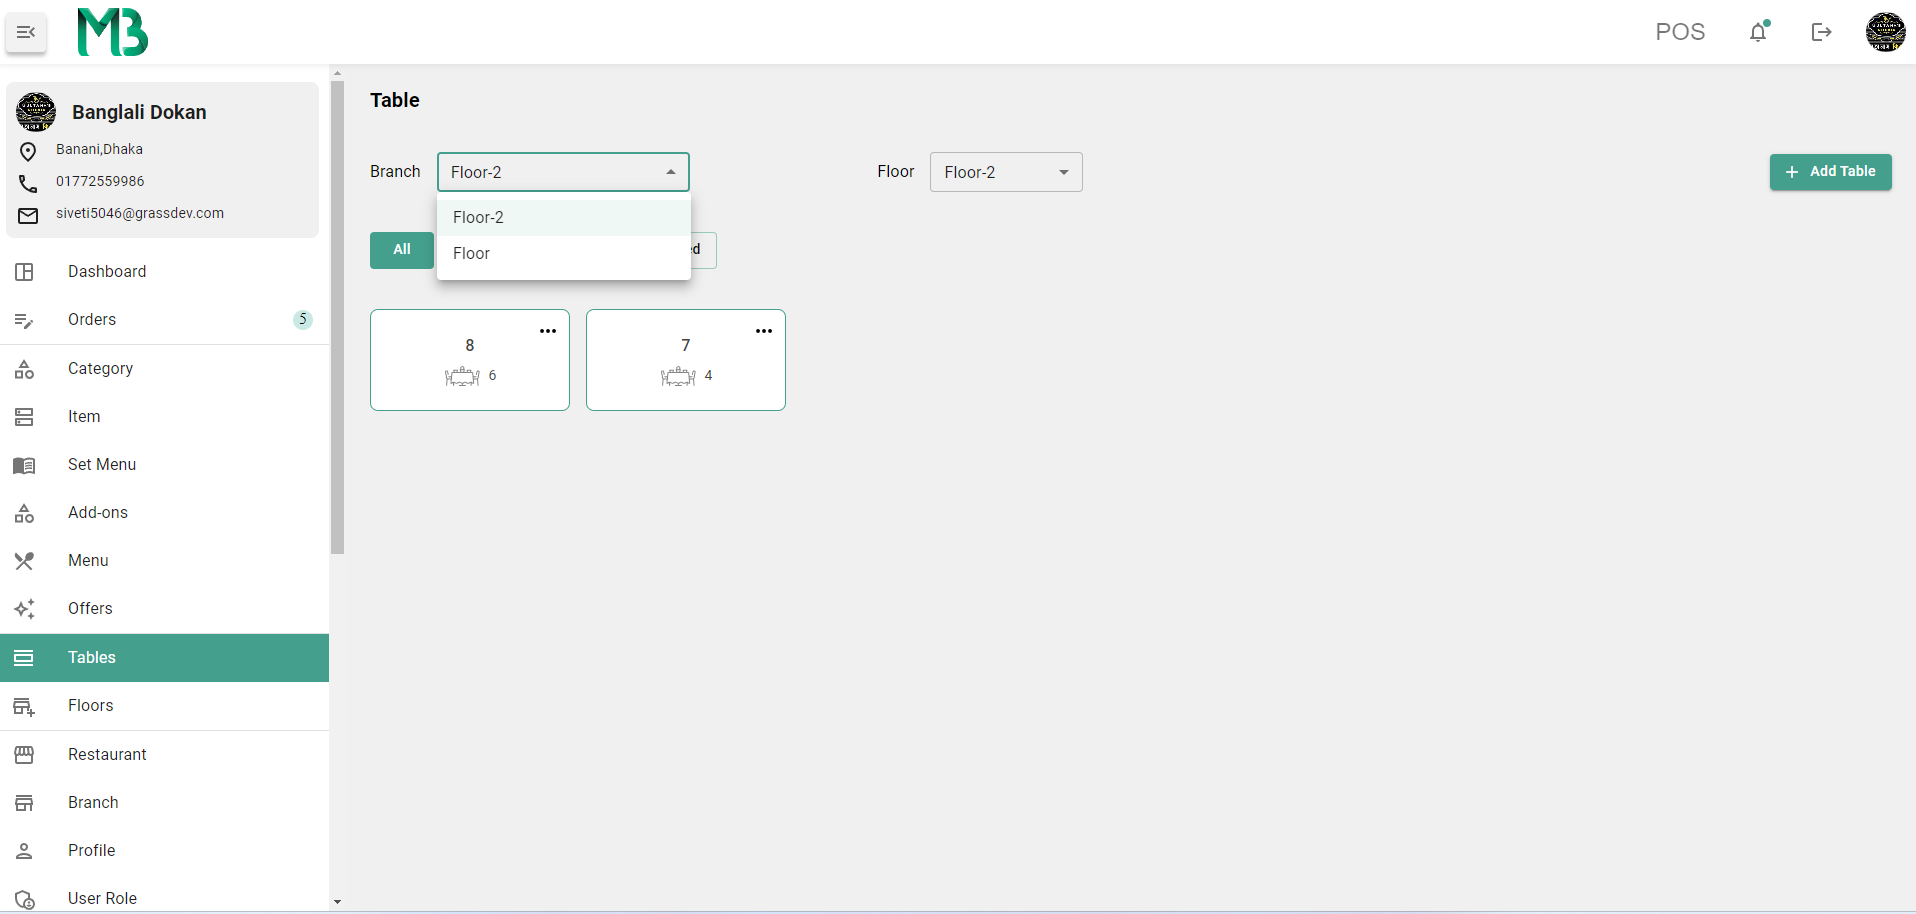 MB
POS
Banglali Dokan
Banani,Dhaka
01772559986
siveti5046@grassdev.com
Dashboard
Orders 5
Category
Item
Set Menu
Add-ons
Menu
Offers
Tables
Floors
Restaurant
Branch
Profile
User Role
Table
Branch Floor-2 Floor Floor-2 + Add Table
Floor-2
Floor
All
8
6
7
4